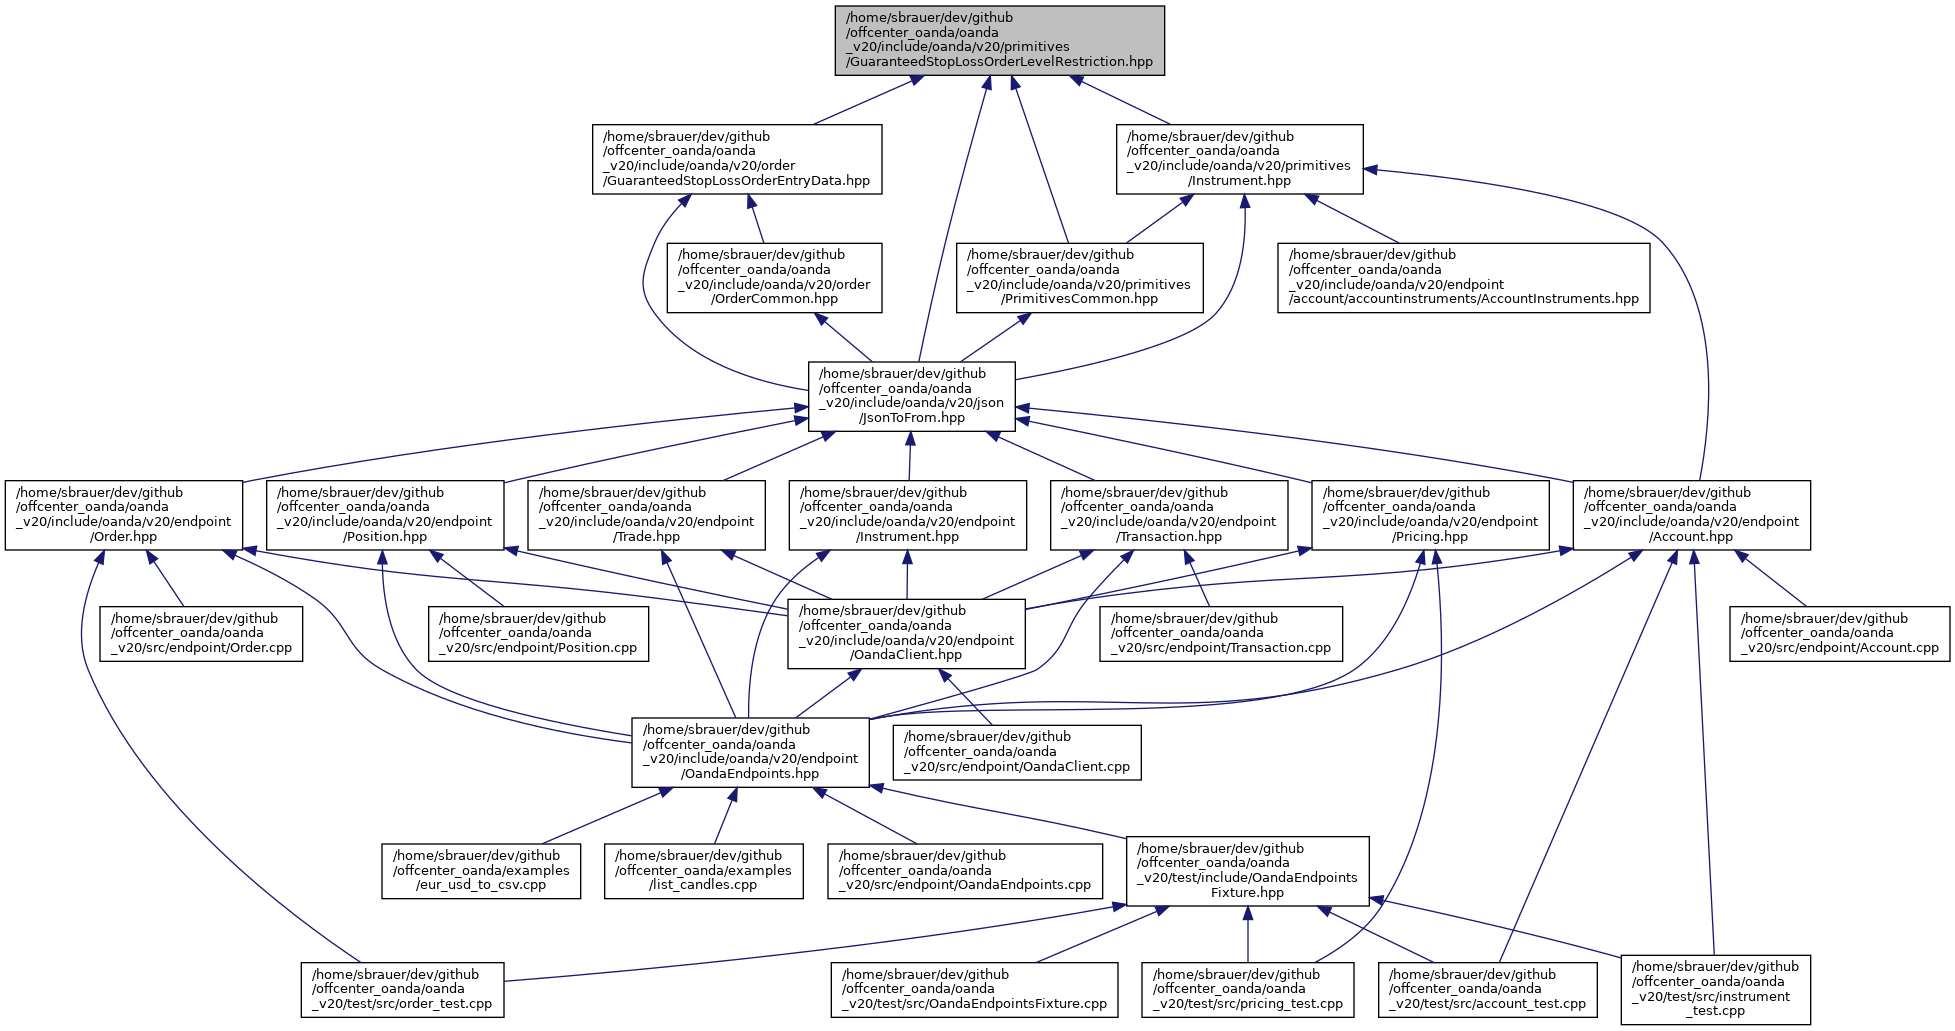 /home/sbrauer/dev/github
/offcenter_oanda/oanda
_v20/include/oanda/v20/primitives
/GuaranteedStopLossOrderLevelRestriction.hpp
/home/sbrauer/dev/github
/offcenter_oanda/oanda
_v20/include/oanda/v20/order
/GuaranteedStopLossOrderEntryData.hpp
/home/sbrauer/dev/github
/offcenter_oanda/oanda
_v20/include/oanda/v20/primitives
/Instrument.hpp
/home/sbrauer/dev/github
/offcenter_oanda/oanda
_v20/include/oanda/v20/order
/OrderCommon.hpp
/home/sbrauer/dev/github
/offcenter_oanda/oanda
_v20/include/oanda/v20/primitives
/PrimitivesCommon.hpp
/home/sbrauer/dev/github
/offcenter_oanda/oanda
_v20/include/oanda/v20/endpoint
/account/accountinstruments/AccountInstruments.hpp
/home/sbrauer/dev/github
/offcenter_oanda/oanda
_v20/include/oanda/v20/json
/JsonToFrom.hpp
/home/sbrauer/dev/github
/offcenter_oanda/oanda
_v20/include/oanda/v20/endpoint
/Order.hpp
/home/sbrauer/dev/github
/offcenter_oanda/oanda
_v20/include/oanda/v20/endpoint
/Position.hpp
/home/sbrauer/dev/github
/offcenter_oanda/oanda
_v20/include/oanda/v20/endpoint
/Trade.hpp
/home/sbrauer/dev/github
/offcenter_oanda/oanda
_v20/include/oanda/v20/endpoint
/Instrument.hpp
/home/sbrauer/dev/github
/offcenter_oanda/oanda
_v20/include/oanda/v20/endpoint
/Transaction.hpp
/home/sbrauer/dev/github
/offcenter_oanda/oanda
_v20/include/oanda/v20/endpoint
/Pricing.hpp
/home/sbrauer/dev/github
/offcenter_oanda/oanda
_v20/include/oanda/v20/endpoint
/Account.hpp
/home/sbrauer/dev/github
/offcenter_oanda/oanda
_v20/src/endpoint/Order.cpp
/home/sbrauer/dev/github
/offcenter_oanda/oanda
_v20/src/endpoint/Position.cpp
/home/sbrauer/dev/github
/offcenter_oanda/oanda
_v20/include/oanda/v20/endpoint
/OandaClient.hpp
/home/sbrauer/dev/github
/offcenter_oanda/oanda
_v20/src/endpoint/Transaction.cpp
/home/sbrauer/dev/github
/offcenter_oanda/oanda
_v20/src/endpoint/Account.cpp
/home/sbrauer/dev/github
/offcenter_oanda/oanda
_v20/include/oanda/v20/endpoint
/OandaEndpoints.hpp
/home/sbrauer/dev/github
/offcenter_oanda/oanda
_v20/src/endpoint/OandaClient.cpp
/home/sbrauer/dev/github
/offcenter_oanda/examples
/eur_usd_to_csv.cpp
/home/sbrauer/dev/github
/offcenter_oanda/examples
/list_candles.cpp
/home/sbrauer/dev/github
/offcenter_oanda/oanda
_v20/src/endpoint/OandaEndpoints.cpp
/home/sbrauer/dev/github
/offcenter_oanda/oanda
_v20/test/include/OandaEndpoints
Fixture.hpp
/home/sbrauer/dev/github
/offcenter_oanda/oanda
_v20/test/src/order_test.cpp
/home/sbrauer/dev/github
/offcenter_oanda/oanda
_v20/test/src/OandaEndpointsFixture.cpp
/home/sbrauer/dev/github
/offcenter_oanda/oanda
_v20/test/src/pricing_test.cpp
/home/sbrauer/dev/github
/offcenter_oanda/oanda
_v20/test/src/account_test.cpp
/home/sbrauer/dev/github
/offcenter_oanda/oanda
_v20/test/src/instrument
_test.cpp